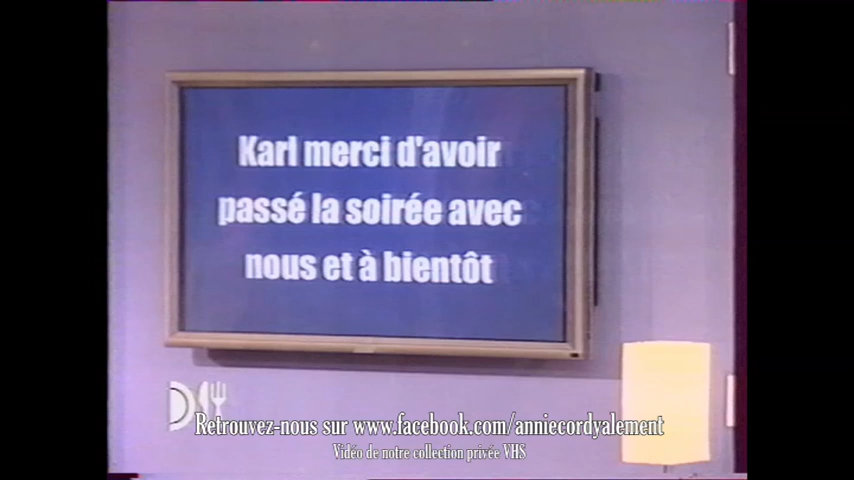 Karl merci d'avoir
passé la soirée avec
nous et à bientôt
Retrouvez-nous sur www.facebook.com/anniecordyalement
Vidéo de notre collection privée VHS